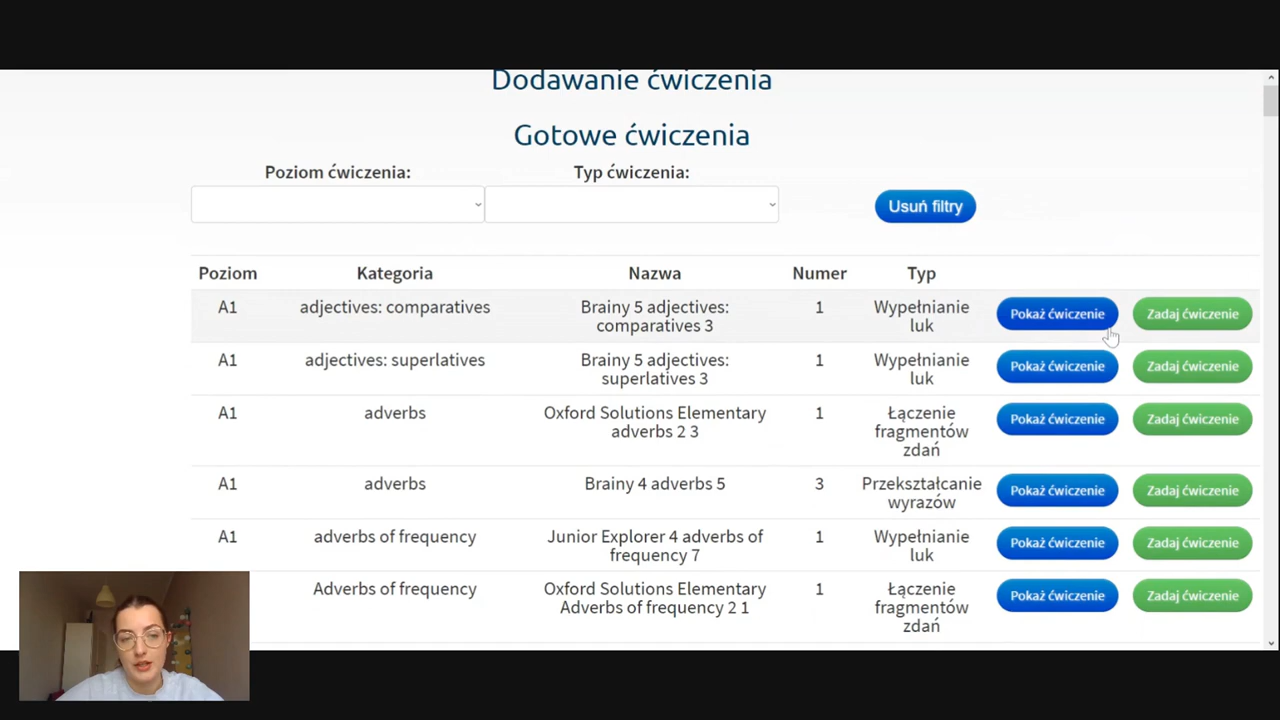 Dodawanie ćwiczenia
Gotowe ćwiczenia
Poziom ćwiczenia: Typ ćwiczenia:
Usuń filtry
Poziom Kategoria Nazwa Numer Typ
A1 adjectives: comparatives Brainy 5 adjectives: 1 Wypełnianie Pokaż ćwiczenie Zadaj ćwiczenie
comparatives 3 luk
A1 adjectives: superlatives Brainy 5 adjectives: 1 Wypełnianie Pokaż ćwiczenie Zadaj ćwiczenie
superlatives 3 luk
A1 adverbs Oxford Solutions Elementary 1 Łączenie Pokaż ćwiczenie Zadaj ćwiczenie
adverbs 2 3 fragmentów
zdań
A1 adverbs Brainy 4 adverbs 5 3 Przekształcanie Pokaż ćwiczenie Zadaj ćwiczenie
wyrazów
A1 adverbs of frequency Junior Explorer 4 adverbs of 1 Wypełnianie Pokaż ćwiczenie Zadaj ćwiczenie
frequency 7 luk
Adverbs of frequency Oxford Solutions Elementary 1 Łączenie Pokaż ćwiczenie Zadaj ćwiczenie
Adverbs of frequency 2 1 fragmentów
zdań